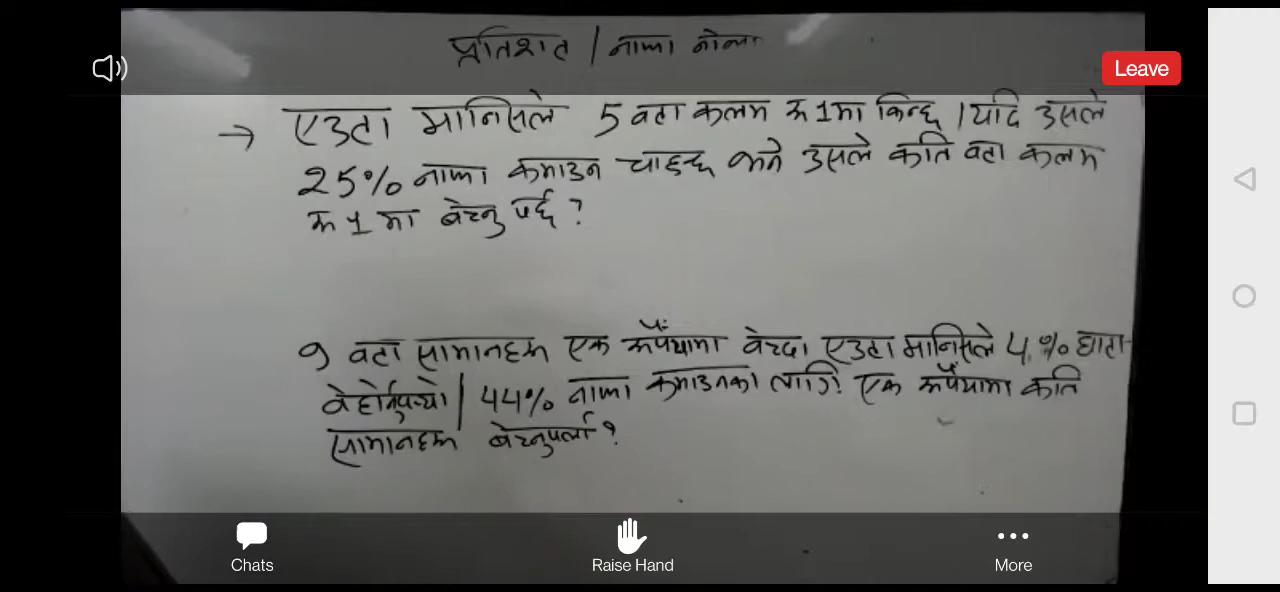 प्रतिशत / नाफा
Leave
→ एउटा मानिसले 5 वटा कलम रु 1मा किन्छ । यदि उसले
25% नाफा कमाउन चाहन्छ भने उसले कति वटा कलम
रु 1 मा बेच्नु पर्छ ?
9 वटा सामानहरू एक रूपैंयामा बेच्दा एउटा मानिसले 4% घाटा
वेहोर्नुपर्‍यो | 44% नाफा कमाउनका लागि एक रूपैंयामा कति
सामानहरू बेच्नुपर्ला ?
Chats
Raise Hand
More